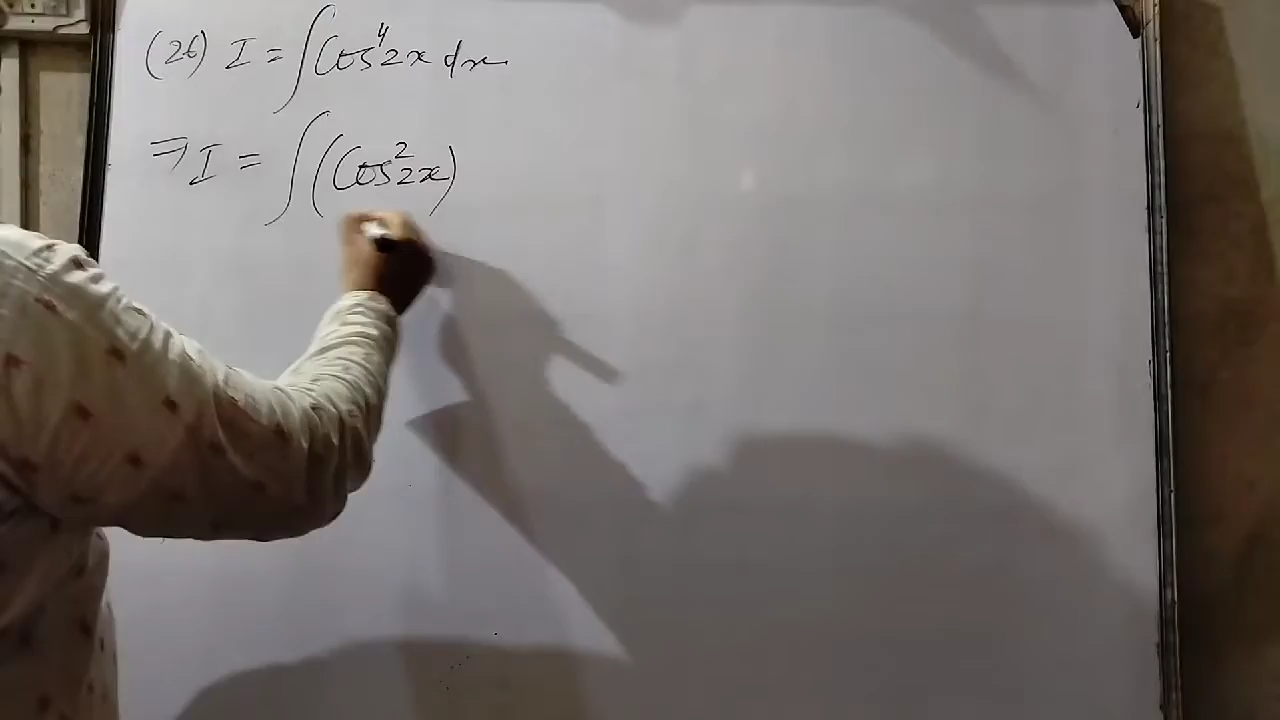 (26) I = ∫ Cos⁴2x dx
⇒ I = ∫ (Cos²2x)